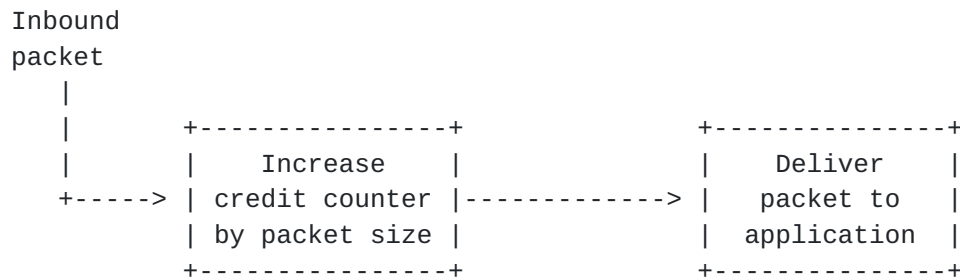 Inbound
packet
Increase Deliver
credit counter packet to
by packet size application